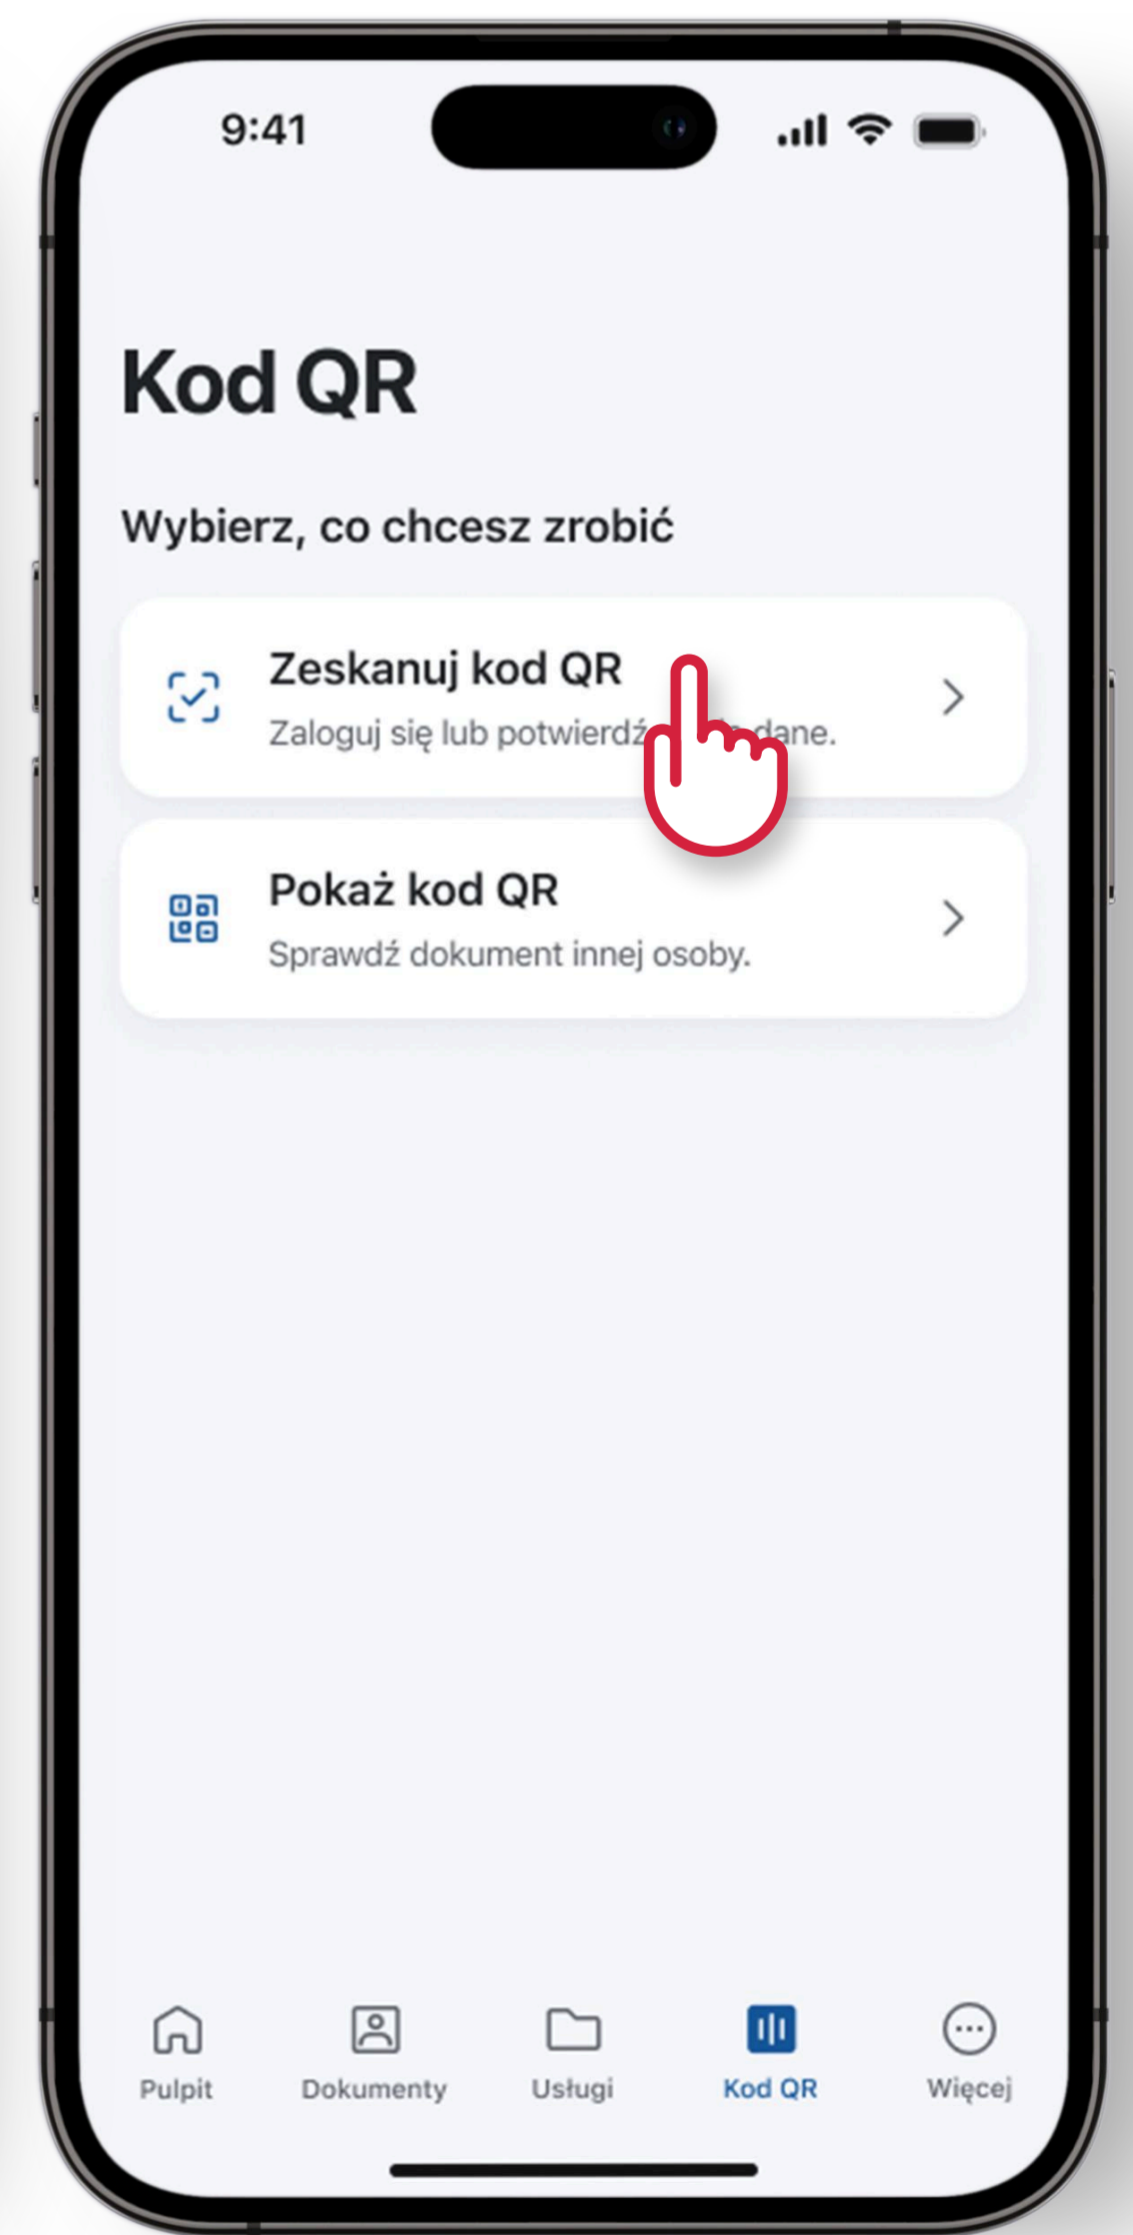 9:41
Kod QR
Wybierz, co chcesz zrobić
Zeskanuj kod QR
Zaloguj się lub potwierdź dane.
Pokaż kod QR
Sprawdź dokument innej osoby.
Pulpit
Dokumenty
Usługi
Kod QR
Więcej